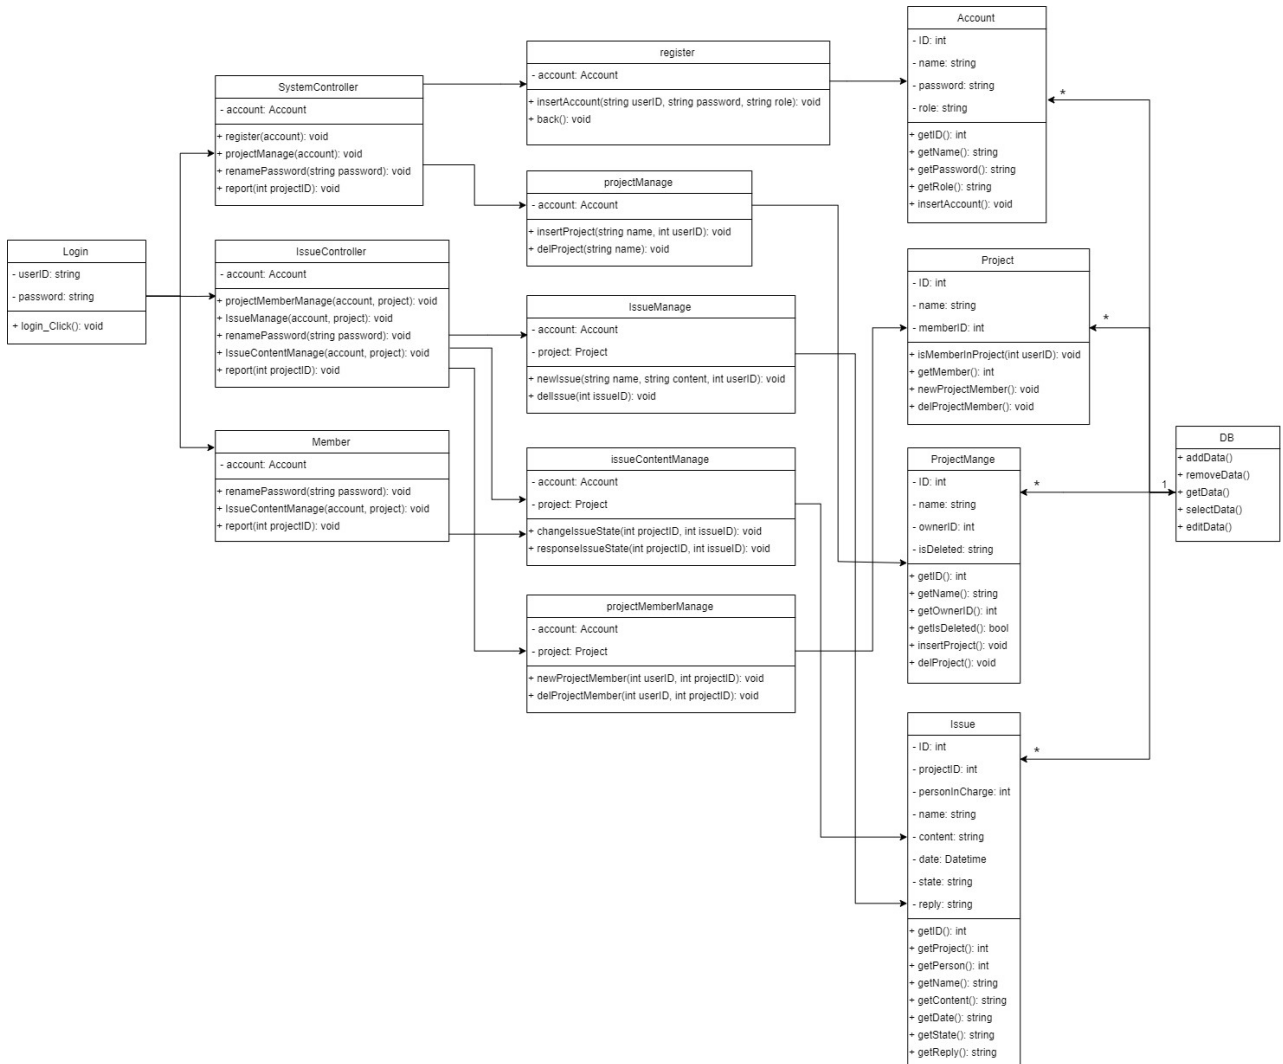 Login
- userID: string
- password: string
+ login_Click(): void
SystemController
- account: Account
+ register(account): void
+ projectManage(account): void
+ renamePassword(string password): void
+ report(int projectID): void
IssueController
- account: Account
+ projectMemberManage(account, project): void
+ IssueManage(account, project): void
+ renamePassword(string password): void
+ IssueContentManage(account, project): void
+ report(int projectID): void
Member
- account: Account
+ renamePassword(string password): void
+ IssueContentManage(account, project): void
+ report(int projectID): void
register
- account: Account
+ insertAccount(string userID, string password, string role): void
+ back(): void
projectManage
- account: Account
+ insertProject(string name, int userID): void
+ delProject(string name): void
IssueManage
- account: Account
- project: Project
+ newIssue(string name, string content, int userID): void
+ delIssue(int issueID): void
issueContentManage
- account: Account
- project: Project
+ changeIssueState(int projectID, int issueID): void
+ responseIssueState(int projectID, int issueID): void
projectMemberManage
- account: Account
- project: Project
+ newProjectMember(int userID, int projectID): void
+ delProjectMember(int userID, int projectID): void
Account
- ID: int
- name: string
- password: string
- role: string
+ getID(): int
+ getName(): string
+ getPassword(): string
+ getRole(): string
+ insertAccount(): void
*
Project
- ID: int
- name: string
- memberID: int
+ isMemberInProject(int userID): void
+ getMember(): int
+ newProjectMember(): void
+ delProjectMember(): void
*
ProjectMange
- ID: int
- name: string
- ownerID: int
- isDeleted: string
+ getID(): int
+ getName(): string
+ getOwnerID(): int
+ getIsDeleted(): bool
+ insertProject(): void
+ delProject(): void
*
Issue
- ID: int
- projectID: int
- personInCharge: int
- name: string
- content: string
- date: Datetime
- state: string
- reply: string
+ getID(): int
+ getProject(): int
+ getPerson(): int
+ getName(): string
+ getContent(): string
+ getDate(): string
+ getState(): string
+ getReply(): string
*
1
DB
+ addData()
+ removeData()
+ getData()
+ selectData()
+ editData()